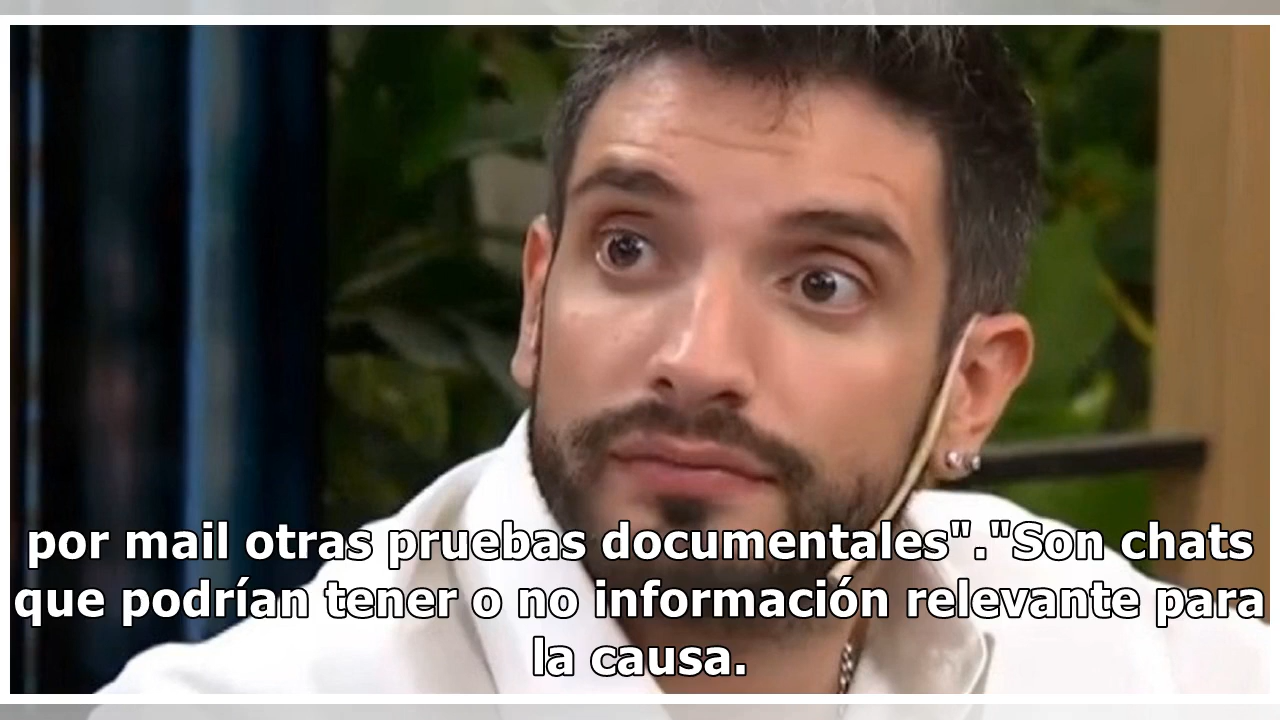 por mail otras pruebas documentales"."Son chats
que podrían tener o no información relevante para
la causa.